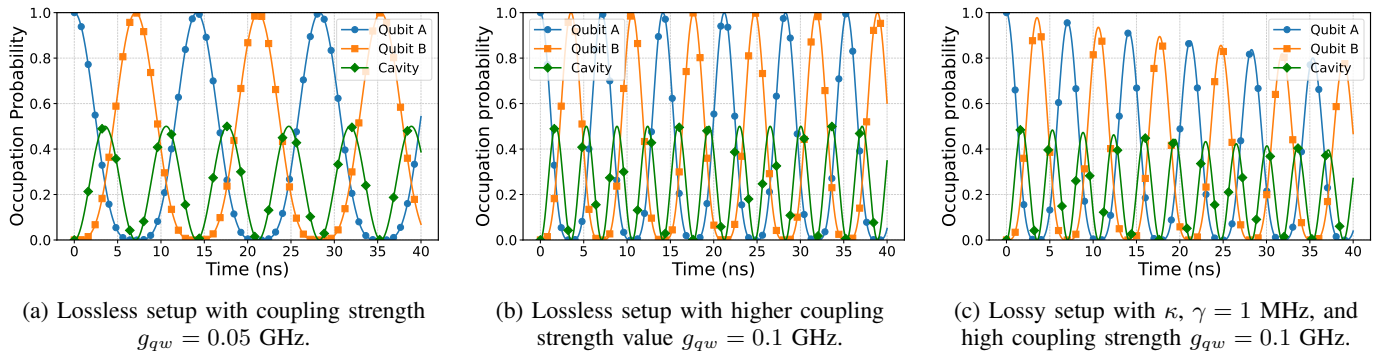 1.0
0.8
0.6
0.4
0.2
0.0
Occupation Probability
0 5 10 15 20 25 30 35 40
Time (ns)
Qubit A
Qubit B
Cavity
(a) Lossless setup with coupling strength
g_{qw} = 0.05 GHz.
1.0
0.8
0.6
0.4
0.2
0.0
Occupation probability
0 5 10 15 20 25 30 35 40
Time (ns)
Qubit A
Qubit B
Cavity
(b) Lossless setup with higher coupling
strength value g_{qw} = 0.1 GHz.
1.0
0.8
0.6
0.4
0.2
0.0
Occupation probability
0 5 10 15 20 25 30 35 40
Time (ns)
Qubit A
Qubit B
Cavity
(c) Lossy setup with κ, γ = 1 MHz, and
high coupling strength g_{qw} = 0.1 GHz.